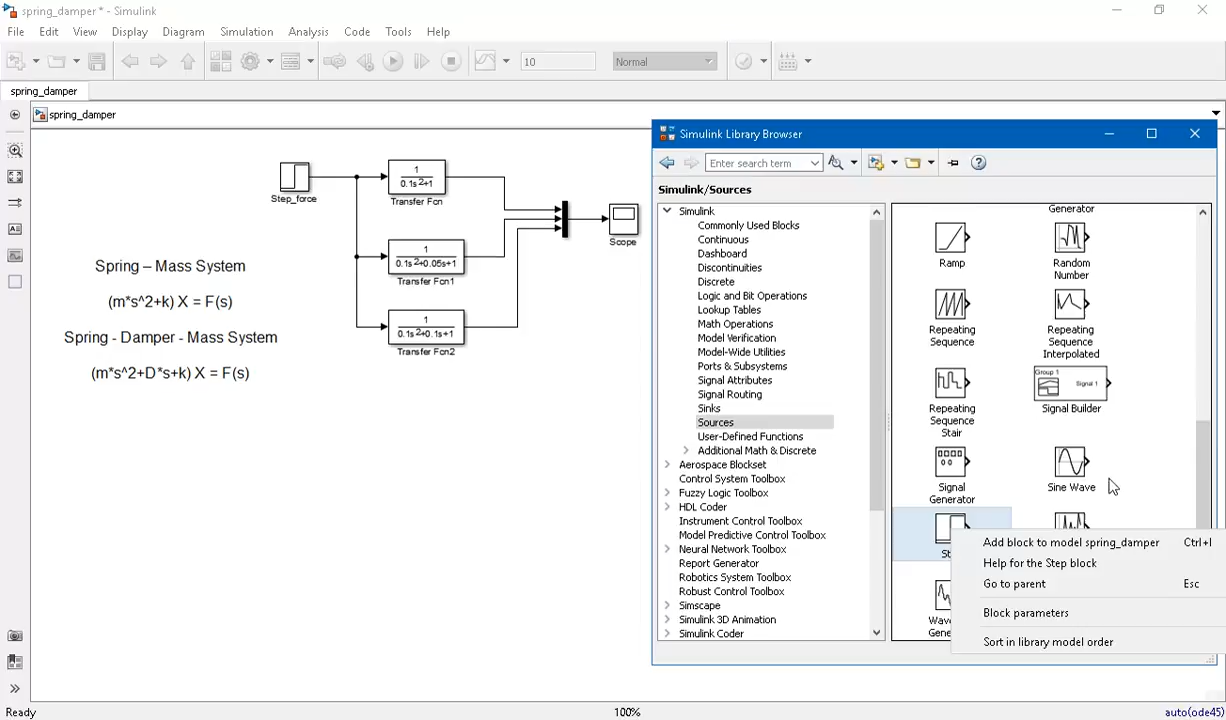 spring_damper * - Simulink
File Edit View Display Diagram Simulation Analysis Code Tools Help
10
Normal
spring_damper
spring_damper
Step_force
1
0.1s²+1
Transfer Fcn
1
0.1s²+0.05s+1
Transfer Fcn1
1
0.1s²+0.1s+1
Transfer Fcn2
Scope
Spring – Mass System
(m*s^2+k) X = F(s)
Spring - Damper - Mass System
(m*s^2+D*s+k) X = F(s)
Simulink Library Browser
Enter search term
Simulink/Sources
Simulink
Commonly Used Blocks
Continuous
Dashboard
Discontinuities
Discrete
Logic and Bit Operations
Lookup Tables
Math Operations
Model Verification
Model-Wide Utilities
Ports & Subsystems
Signal Attributes
Signal Routing
Sinks
Sources
User-Defined Functions
Additional Math & Discrete
Aerospace Blockset
Control System Toolbox
Fuzzy Logic Toolbox
HDL Coder
Instrument Control Toolbox
Model Predictive Control Toolbox
Neural Network Toolbox
Report Generator
Robotics System Toolbox
Robust Control Toolbox
Simscape
Simulink 3D Animation
Simulink Coder
Generator
Ramp
Random
Number
Repeating
Sequence
Repeating
Sequence
Interpolated
Repeating
Sequence
Stair
Group 1
Signal 1
Signal Builder
Signal
Generator
Sine Wave
St
Wav
Gene
Add block to model spring_damper Ctrl+I
Help for the Step block
Go to parent Esc
Block parameters
Sort in library model order
Ready
100%
auto(ode45)